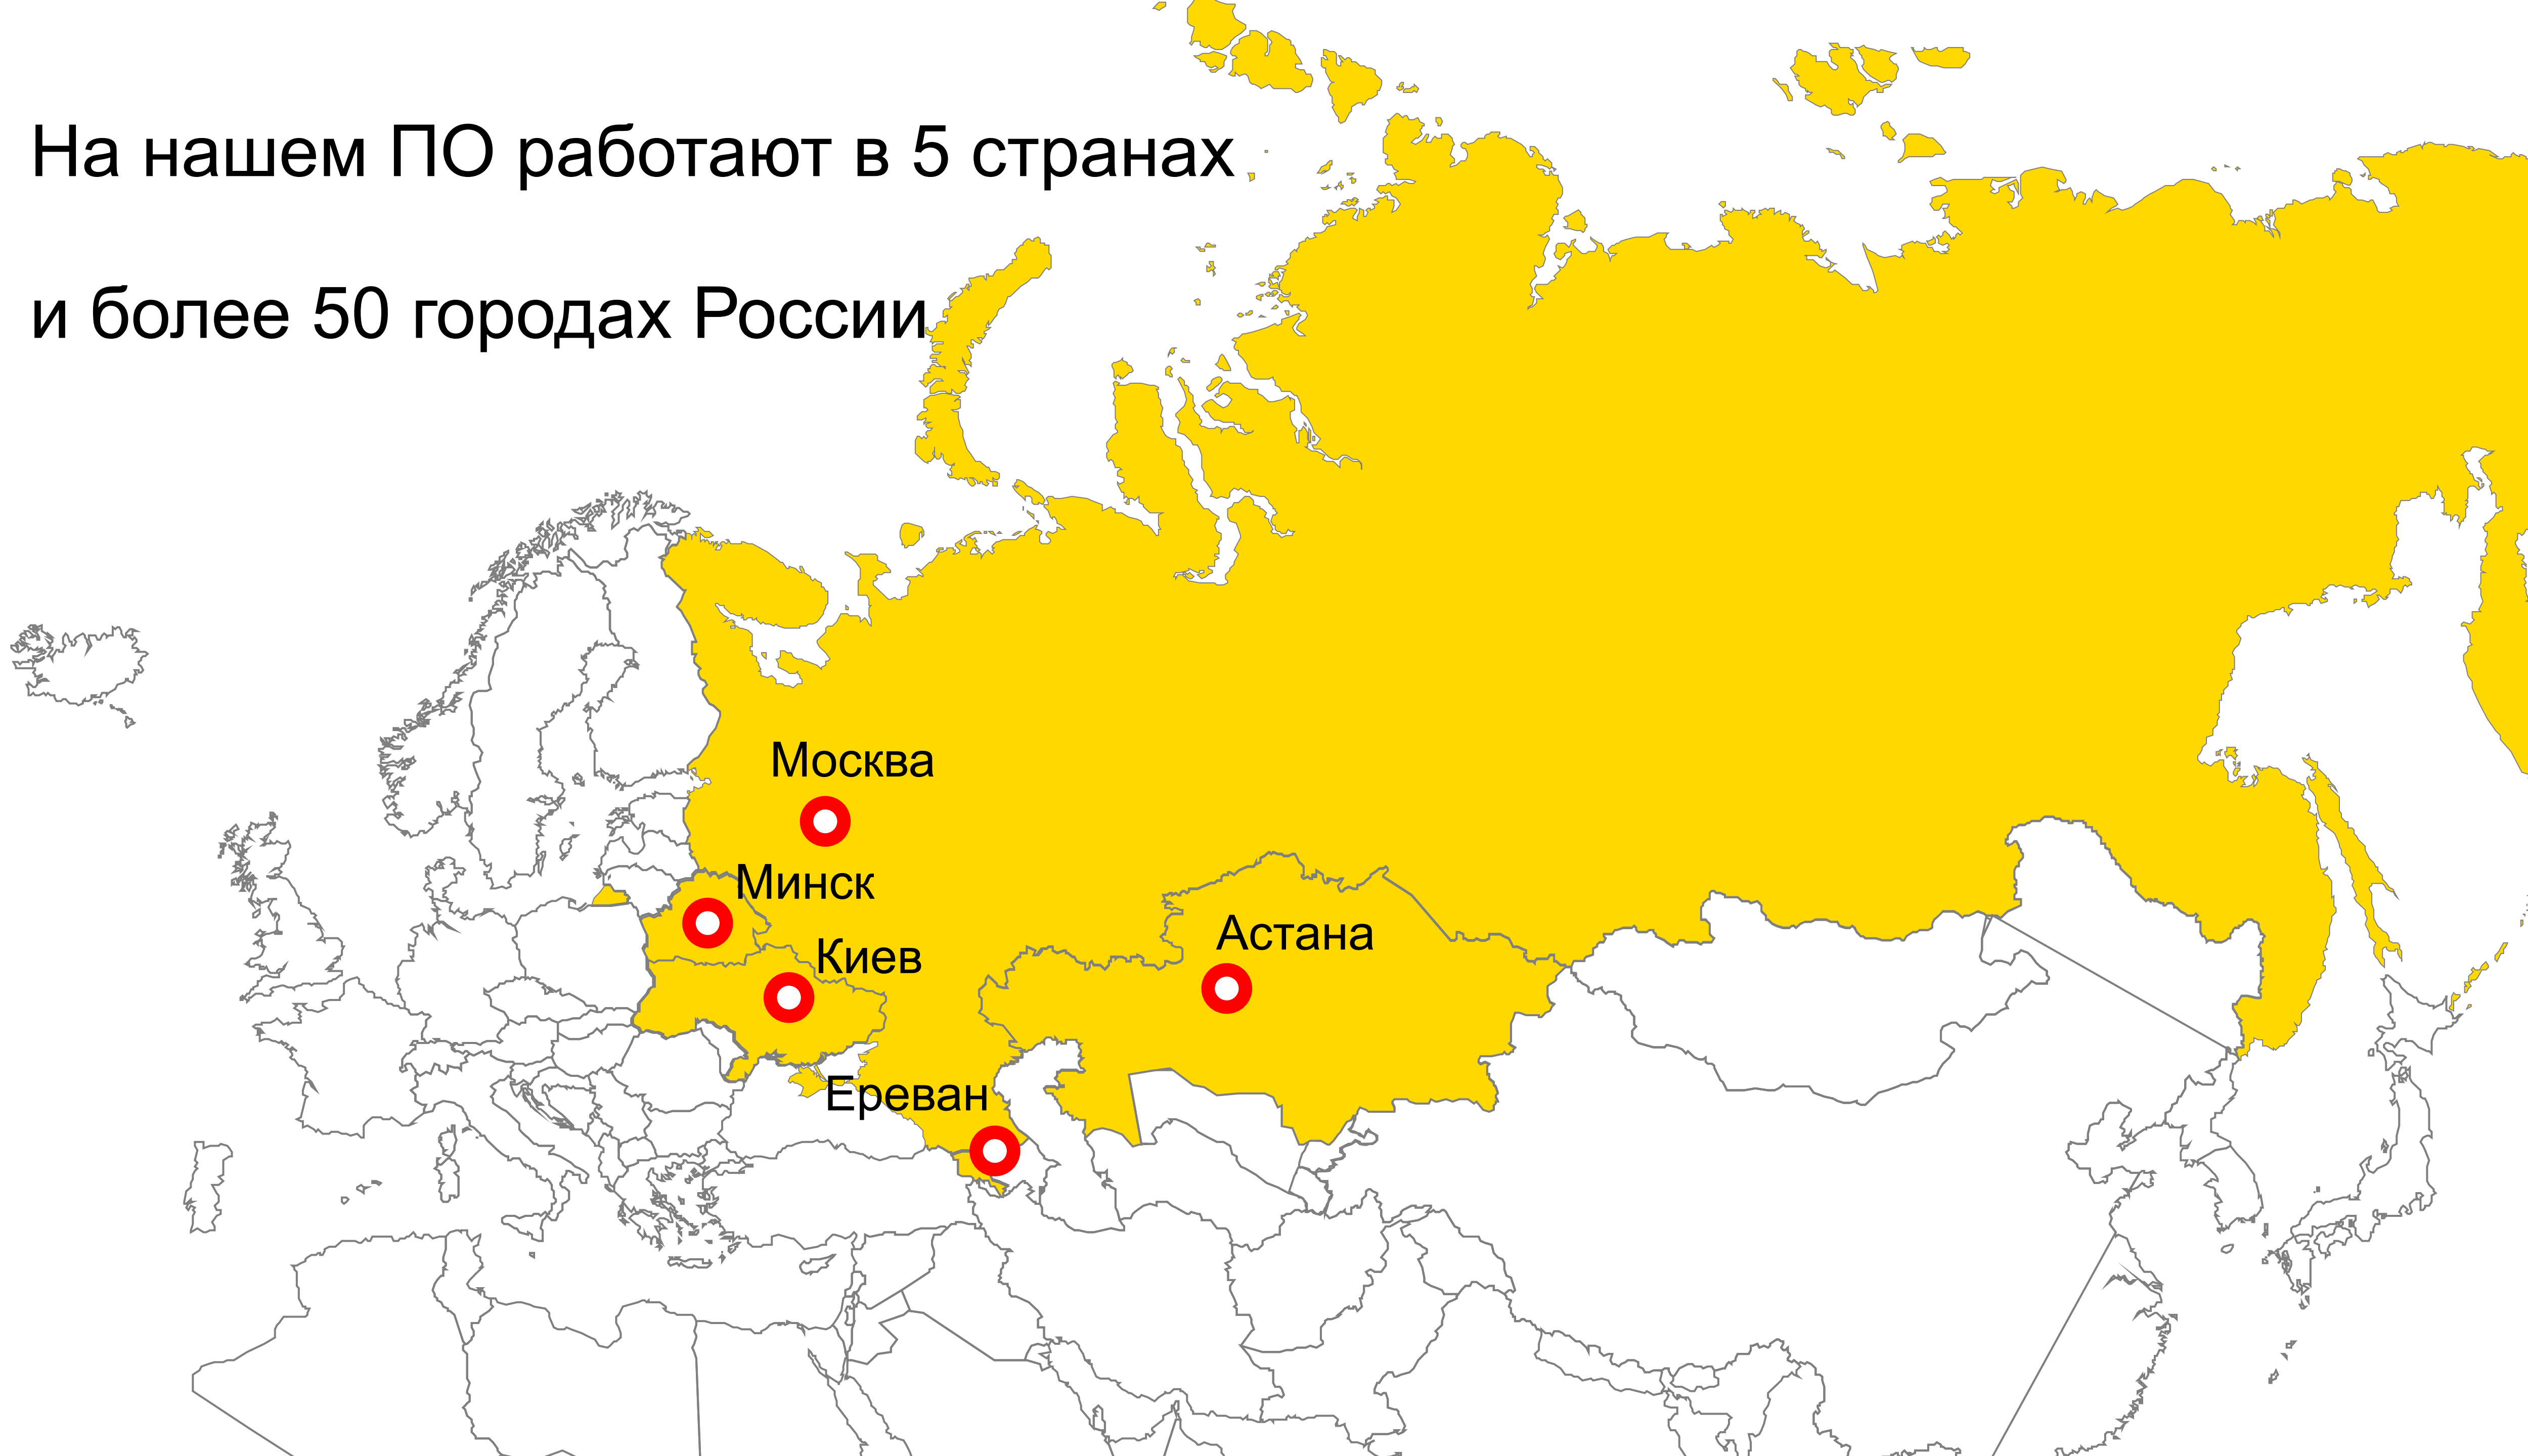 На нашем ПО работают в 5 странах
и более 50 городах России
Москва
Минск
Киев
Астана
Ереван